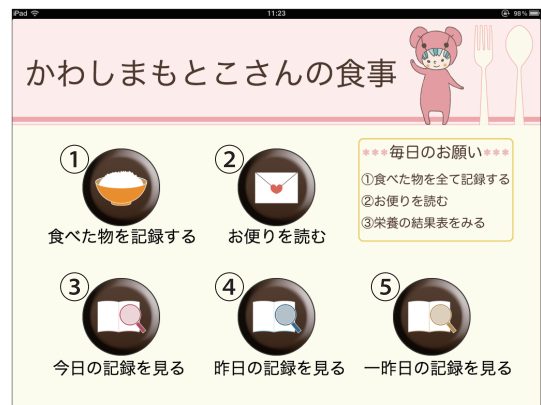 iPad 11:23 98%
かわしまもとこさんの食事
***毎日のお願い***
①食べた物を全て記録する
②お便りを読む
③栄養の結果表をみる
① ②
食べた物を記録する お便りを読む
③ ④ ⑤
今日の記録を見る 昨日の記録を見る 一昨日の記録を見る